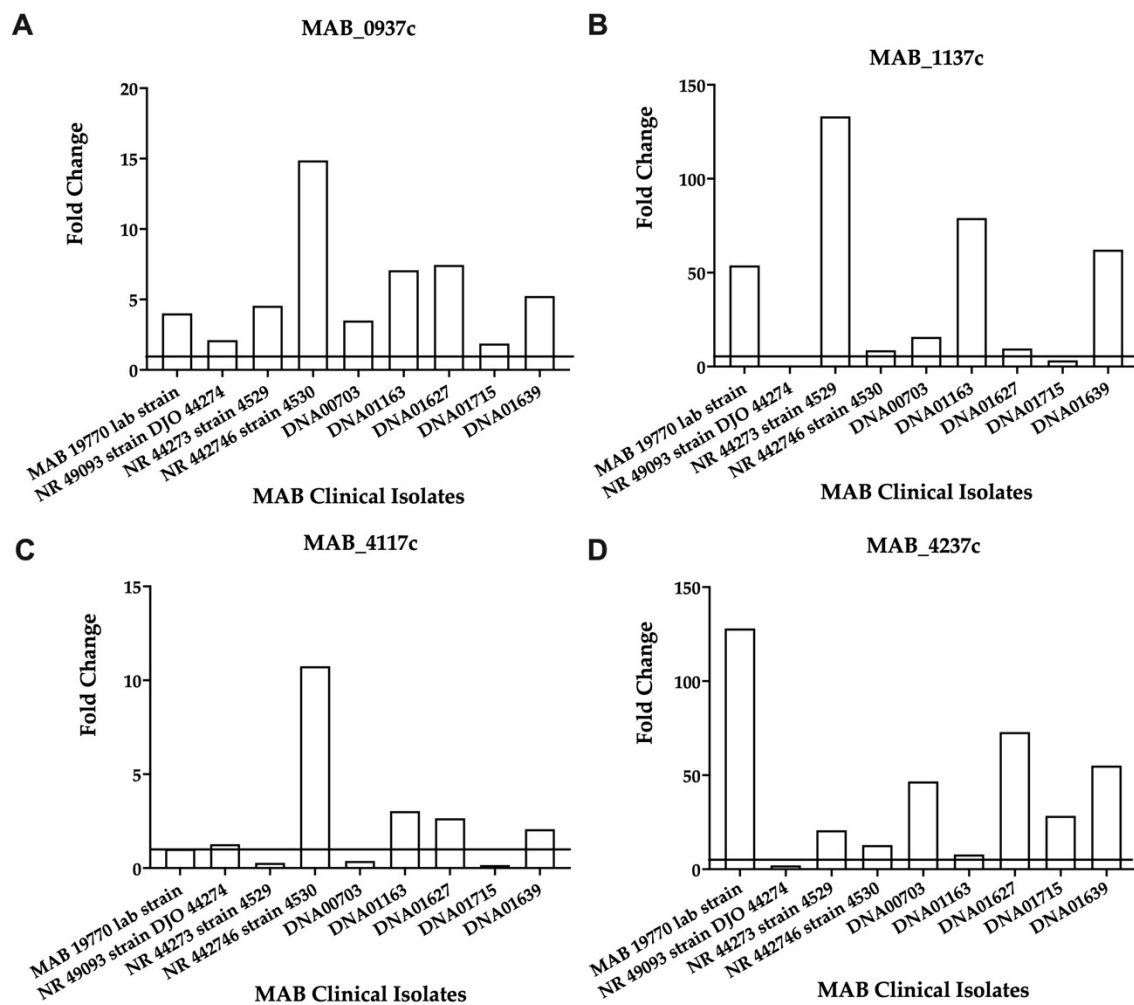 A
MAB_0937c
Fold Change
20
15
10
5
0
MAB 19770 lab strain
NR 49093 strain DJO 44274
NR 44273 strain 4529
NR 442746 strain 4530
DNA00703
DNA01163
DNA01627
DNA01715
DNA01639
MAB Clinical Isolates
B
MAB_1137c
Fold Change
150
100
50
0
MAB 19770 lab strain
NR 49093 strain DJO 44274
NR 44273 strain 4529
NR 442746 strain 4530
DNA00703
DNA01163
DNA01627
DNA01715
DNA01639
MAB Clinical Isolates
C
MAB_4117c
Fold Change
15
10
5
0
MAB 19770 lab strain
NR 49093 strain DJO 44274
NR 44273 strain 4529
NR 442746 strain 4530
DNA00703
DNA01163
DNA01627
DNA01715
DNA01639
MAB Clinical Isolates
D
MAB_4237c
Fold Change
150
100
50
0
MAB 19770 lab strain
NR 49093 strain DJO 44274
NR 44273 strain 4529
NR 442746 strain 4530
DNA00703
DNA01163
DNA01627
DNA01715
DNA01639
MAB Clinical Isolates